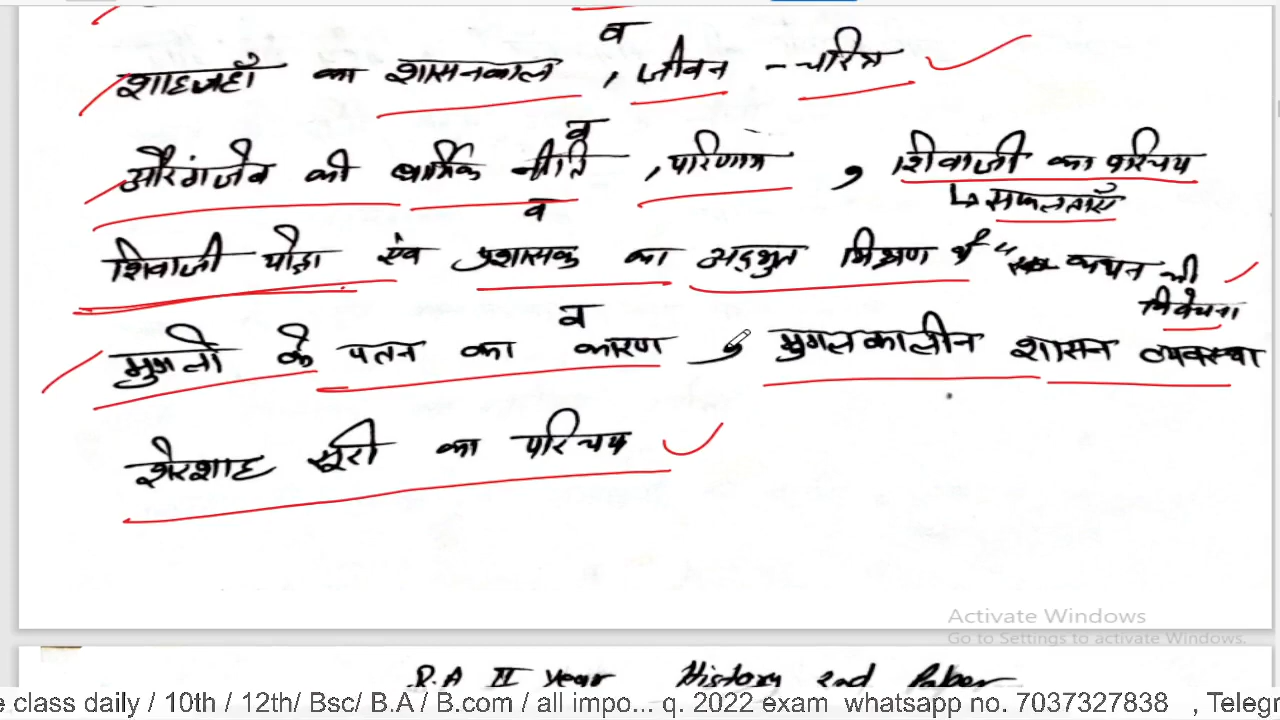 व
शाहजहाँ का शासनकाल , जीवन - चरित्र
व
औरंगजेब की धार्मिक नीति , परिणाम , शिवाजी का परिचय
↳ सफलताएँ
व
शिवाजी योद्धा एंव प्रशासक का अद्भुत मिश्रण थे " कथन की
विवेचना
व
मुगलो के पतन का कारण , मुगलकालीन शासन व्यवस्था
शेरशाह सूरी का परिचय
Activate Windows
Go to Settings to activate Windows.
B.A II year History 2nd Paper
e class daily / 10th / 12th/ Bsc/ B.A / B.com / all impo... q. 2022 exam whatsapp no. 7037327838 , Telegr